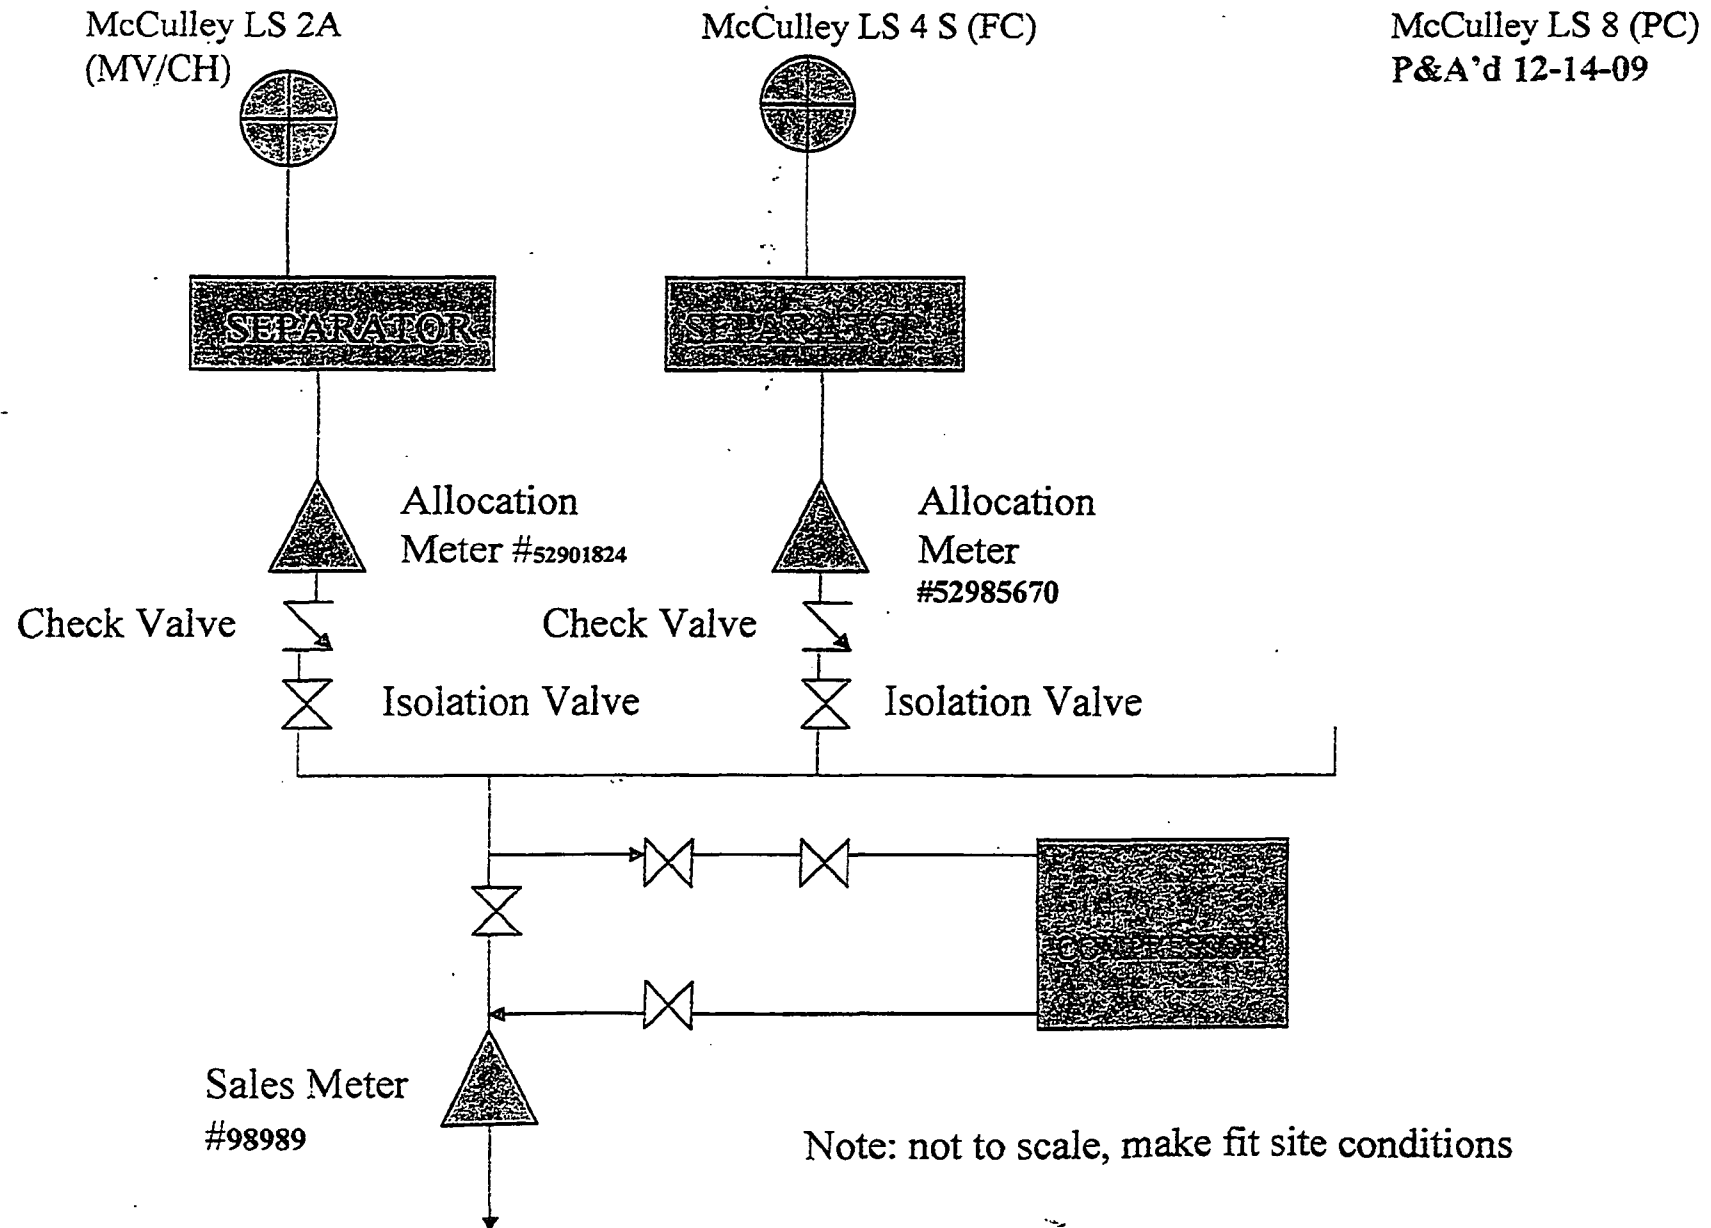 McCulley LS 2A
(MV/CH)
McCulley LS 4 S (FC)
McCulley LS 8 (PC)
P&A’d 12-14-09
SEPARATOR
SEPARATOR
Allocation
Meter #52901824
Allocation
Meter
#52985670
Check Valve
Check Valve
Isolation Valve
Isolation Valve
COMPRESSOR
Sales Meter
#98989
Note: not to scale, make fit site conditions